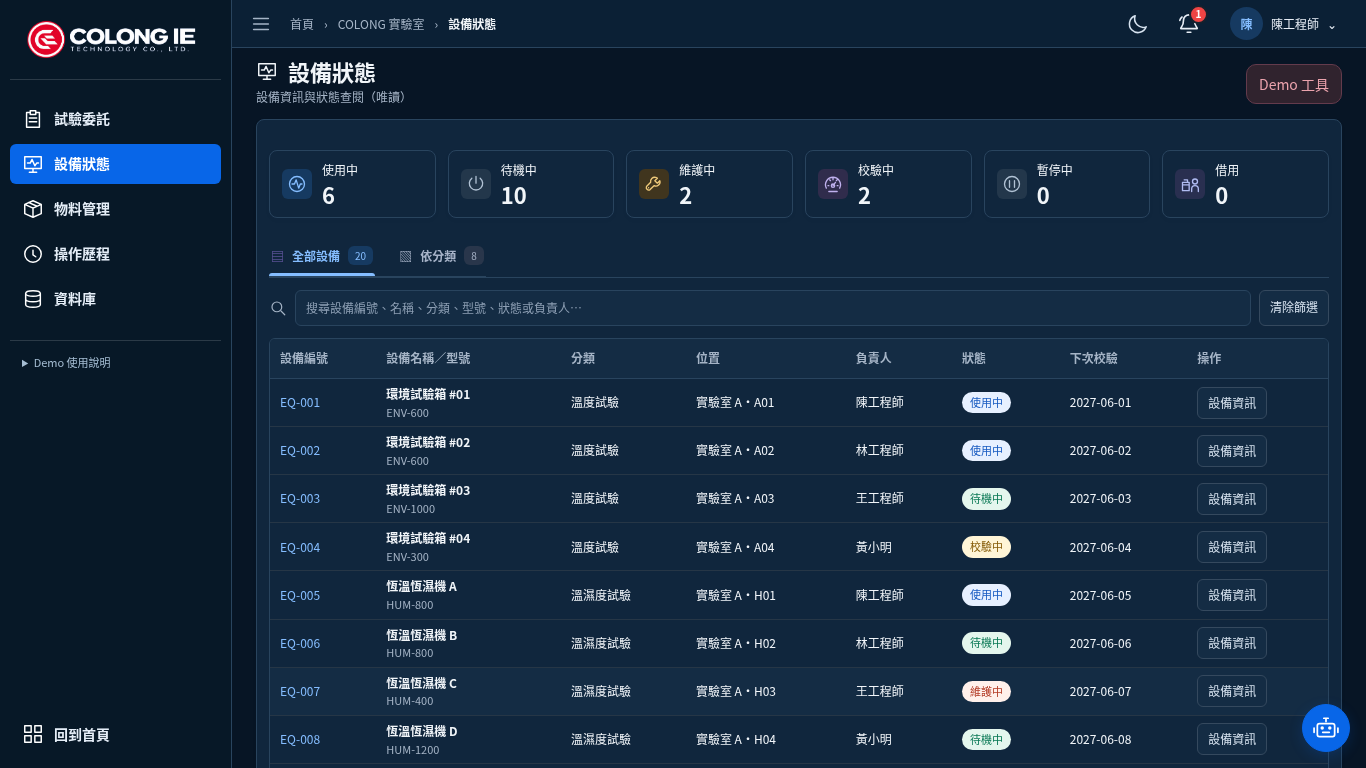 COLONG IE
TECHNOLOGY CO., LTD.
試驗委託
設備狀態
物料管理
操作歷程
資料庫
Demo 使用說明
回到首頁
首頁 › COLONG 實驗室 › 設備狀態
1
陳 陳工程師
設備狀態
設備資訊與狀態查閱（唯讀）
Demo 工具
使用中 6
待機中 10
維護中 2
校驗中 2
暫停中 0
借用 0
全部設備 20 依分類 8
搜尋設備編號、名稱、分類、型號、狀態或負責人… 清除篩選
設備編號 設備名稱／型號 分類 位置 負責人 狀態 下次校驗 操作
EQ-001 環境試驗箱 #01 ENV-600 溫度試驗 實驗室 A・A01 陳工程師 使用中 2027-06-01 設備資訊
EQ-002 環境試驗箱 #02 ENV-600 溫度試驗 實驗室 A・A02 林工程師 使用中 2027-06-02 設備資訊
EQ-003 環境試驗箱 #03 ENV-1000 溫度試驗 實驗室 A・A03 王工程師 待機中 2027-06-03 設備資訊
EQ-004 環境試驗箱 #04 ENV-300 溫度試驗 實驗室 A・A04 黃小明 校驗中 2027-06-04 設備資訊
EQ-005 恆溫恆濕機 A HUM-800 溫濕度試驗 實驗室 A・H01 陳工程師 使用中 2027-06-05 設備資訊
EQ-006 恆溫恆濕機 B HUM-800 溫濕度試驗 實驗室 A・H02 林工程師 待機中 2027-06-06 設備資訊
EQ-007 恆溫恆濕機 C HUM-400 溫濕度試驗 實驗室 A・H03 王工程師 維護中 2027-06-07 設備資訊
EQ-008 恆溫恆濕機 D HUM-1200 溫濕度試驗 實驗室 A・H04 黃小明 待機中 2027-06-08 設備資訊